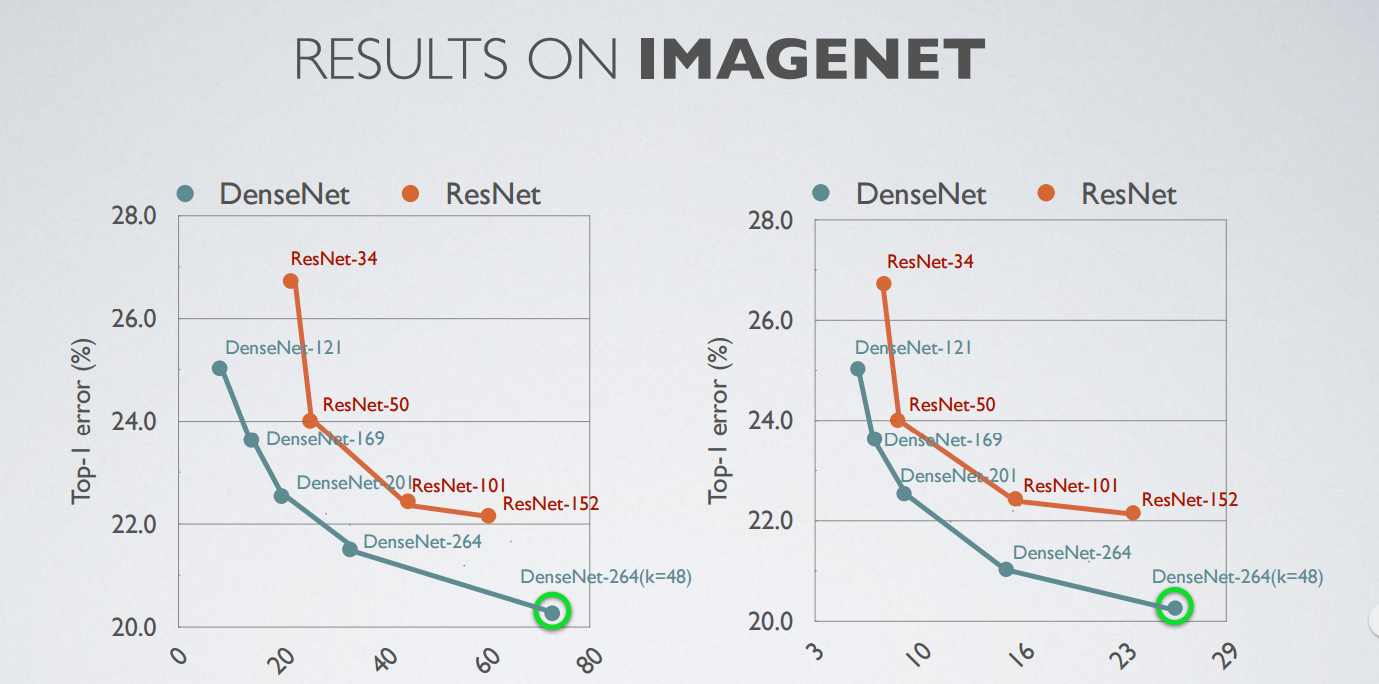 RESULTS ON IMAGENET
DenseNet ResNet
28.0
26.0
24.0
22.0
20.0
Top-1 error (%)
ResNet-34
DenseNet-121
ResNet-50
DenseNet-169
DenseNet-201
ResNet-101
ResNet-152
DenseNet-264
DenseNet-264(k=48)
0 20 40 60 80
DenseNet ResNet
28.0
26.0
24.0
22.0
20.0
Top-1 error (%)
ResNet-34
DenseNet-121
ResNet-50
DenseNet-169
DenseNet-201
ResNet-101
ResNet-152
DenseNet-264
DenseNet-264(k=48)
3 10 16 23 29